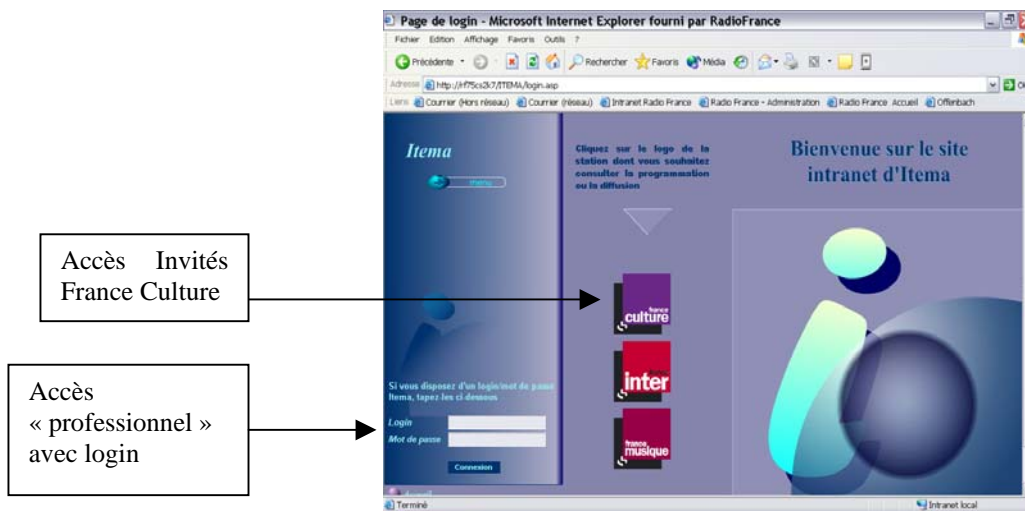 Page de login - Microsoft Internet Explorer fourni par RadioFrance
Fichier Edition Affichage Favoris Outils ?
Précédente Rechercher Favoris Média
Adresse http://rf75cs2k7/ITEMA/login.asp
Liens Courrier (Hors réseau) Courrier (réseau) Intranet Radio France Radio France - Administration Radio France Accueil Offenbach
Itema
menu
Cliquez sur le logo de la
station dont vous souhaitez
consulter la programmation
ou la diffusion
Bienvenue sur le site
intranet d'Itema
Accès Invités
France Culture
france
culture
inter
france
musique
Accès
« professionnel »
avec login
Si vous disposez d'un login/mot de passe
Itema, tapez-les ci dessous
Login
Mot de passe
Connexion
Terminé
Intranet local